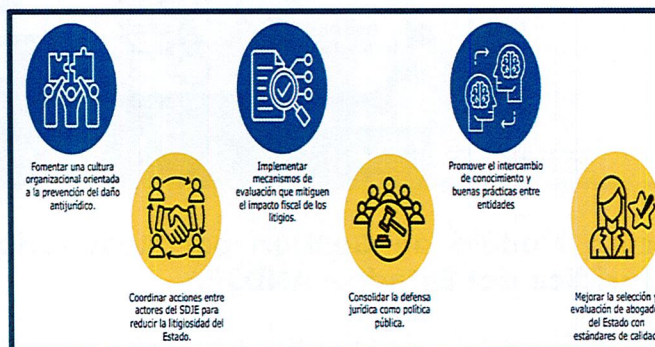 Fomentar una cultura
organizacional orientada
a la prevención del daño
antijurídico.
Coordinar acciones entre
actores del SDJE para
reducir la litigiosidad del
Estado.
Implementar
mecanismos de
evaluación que mitiguen
el impacto fiscal de los
litigios.
Consolidar la defensa
jurídica como política
pública.
Promover el intercambio
de conocimiento y
buenas prácticas entre
entidades
Mejorar la selección y
evaluación de abogado
del Estado con
estándares de calidad